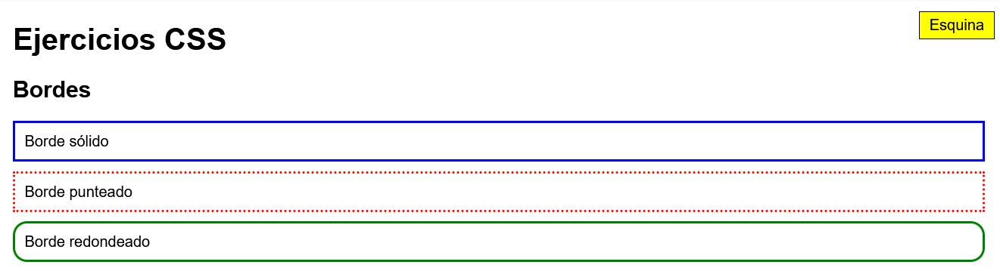 Ejercicios CSS
Esquina
Bordes
Borde sólido
Borde punteado
Borde redondeado